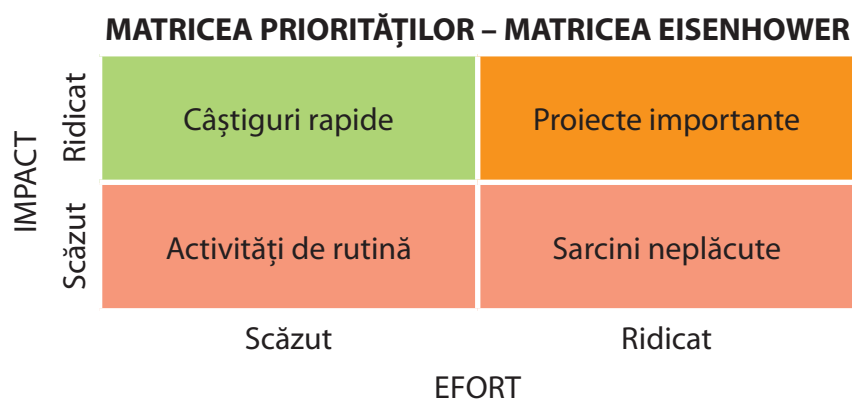 MATRICEA PRIORITĂȚILOR – MATRICEA EISENHOWER
IMPACT
Ridicat
Câștiguri rapide
Proiecte importante
Scăzut
Activități de rutină
Sarcini neplăcute
Scăzut
Ridicat
EFORT